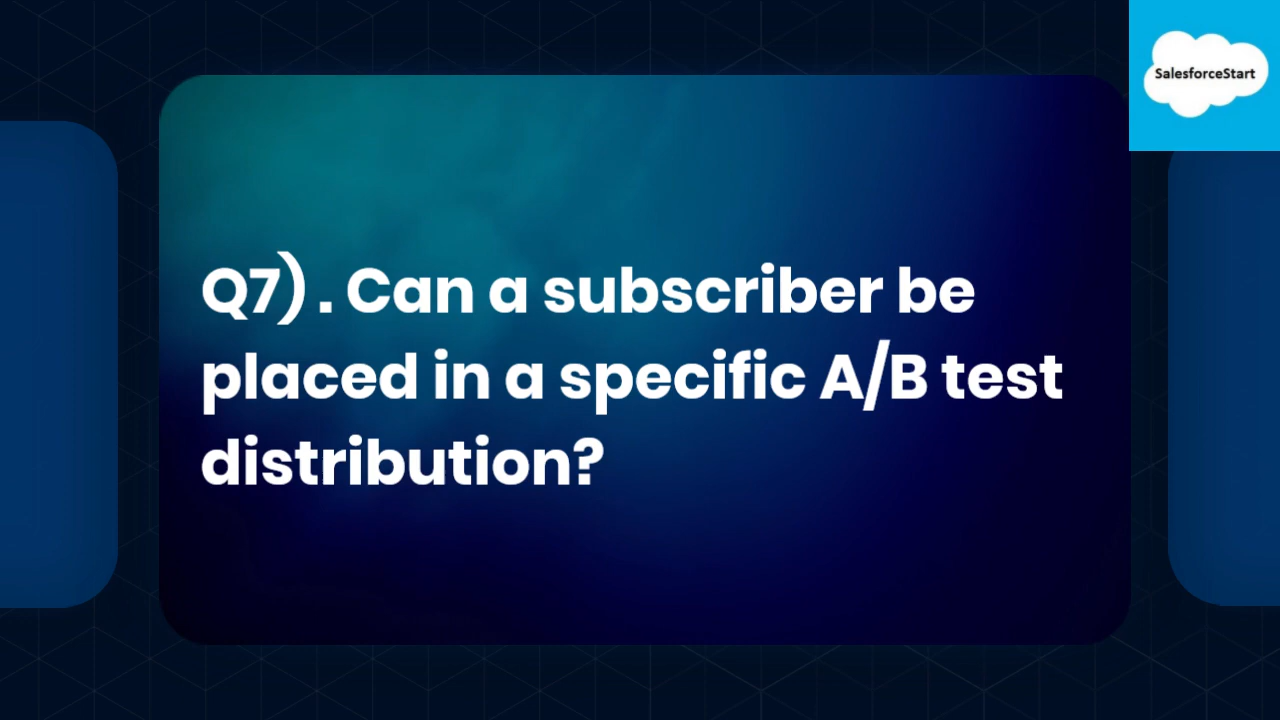 SalesforceStart
Q7) . Can a subscriber be
placed in a specific A/B test
distribution?